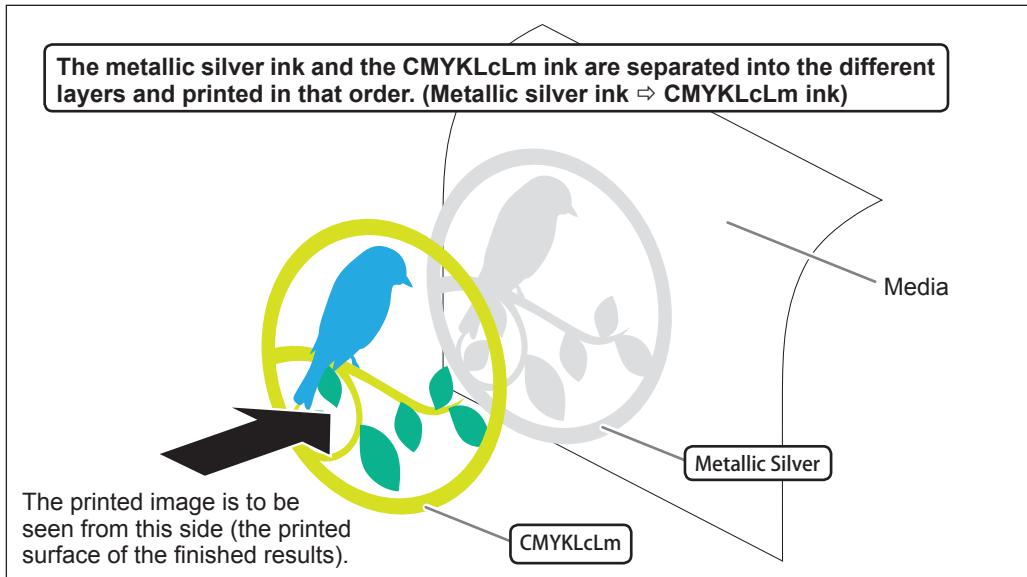 The metallic silver ink and the CMYKLcLm ink are separated into the different
layers and printed in that order. (Metallic silver ink ⇨ CMYKLcLm ink)
Media
Metallic Silver
The printed image is to be
seen from this side (the printed
surface of the finished results).
CMYKLcLm